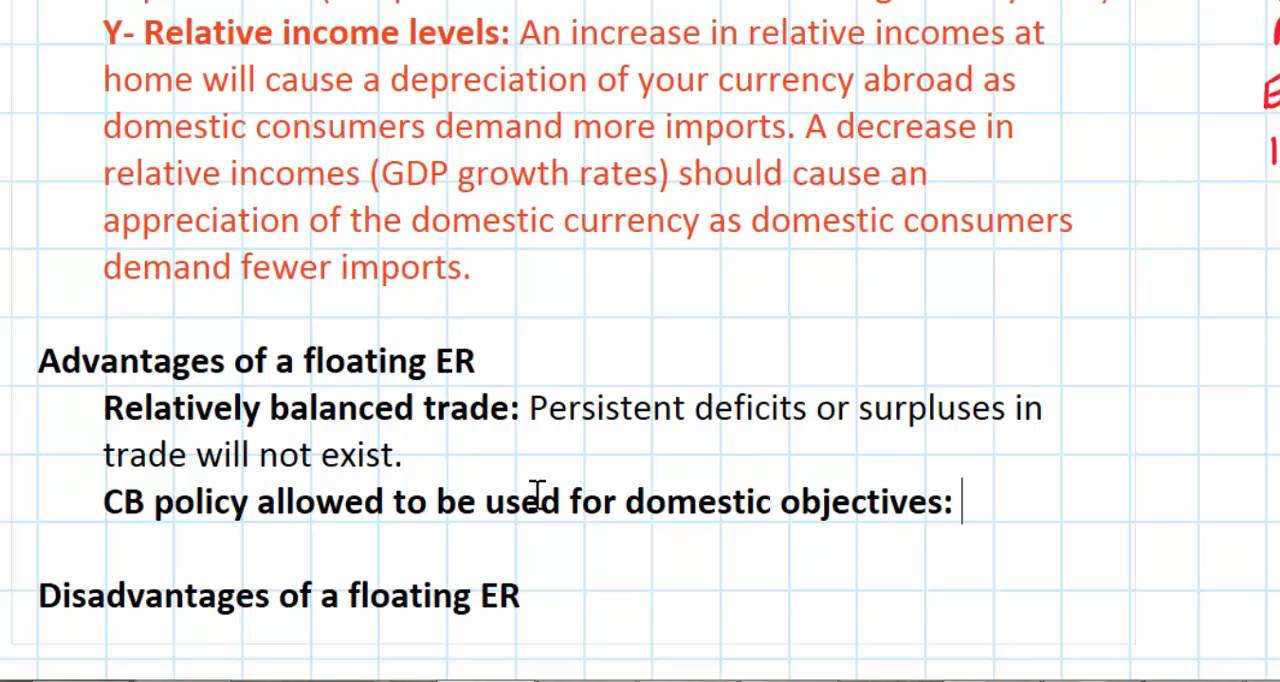 Y- Relative income levels: An increase in relative incomes at
home will cause a depreciation of your currency abroad as
domestic consumers demand more imports. A decrease in
relative incomes (GDP growth rates) should cause an
appreciation of the domestic currency as domestic consumers
demand fewer imports.
Advantages of a floating ER
Relatively balanced trade: Persistent deficits or surpluses in
trade will not exist.
CB policy allowed to be used for domestic objectives:
Disadvantages of a floating ER